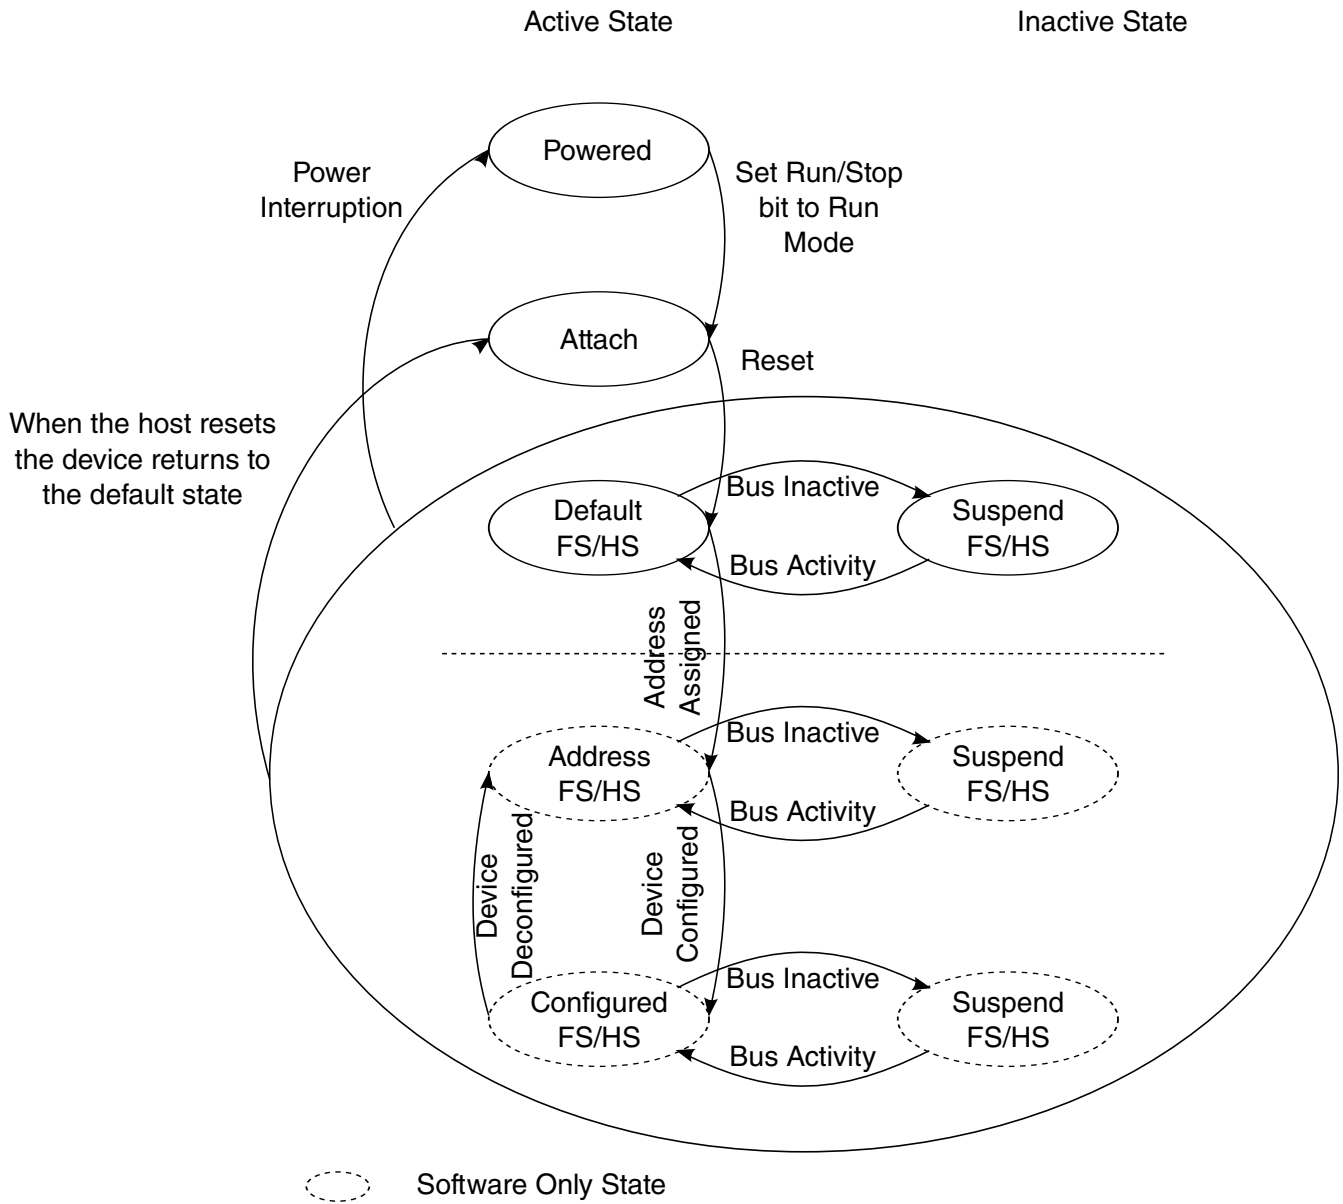 Active State
Inactive State
Powered
Power
Interruption
Set Run/Stop
bit to Run
Mode
Attach
Reset
When the host resets
the device returns to
the default state
Default
FS/HS
Bus Inactive
Bus Activity
Suspend
FS/HS
Address
Assigned
Address
FS/HS
Bus Inactive
Bus Activity
Suspend
FS/HS
Device
Deconfigured
Device
Configured
Configured
FS/HS
Bus Inactive
Bus Activity
Suspend
FS/HS
Software Only State